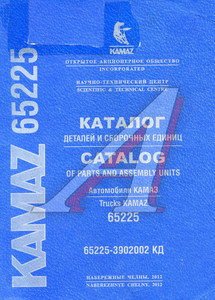 KAMAZ 65225
KAMAZ
ОТКРЫТОЕ АКЦИОНЕРНОЕ ОБЩЕСТВО
INCORPORATED
НАУЧНО-ТЕХНИЧЕСКИЙ ЦЕНТР
SCIENTIFIC & TECHNICAL CENTRE
КАТАЛОГ
ДЕТАЛЕЙ И СБОРОЧНЫХ ЕДИНИЦ
CATALOG
OF PARTS AND ASSEMBLY UNITS
Автомобили КАМАЗ
Trucks KAMAZ
65225
65225-3902002 КД
НАБЕРЕЖНЫЕ ЧЕЛНЫ, 2012
NABEREZHNYE CHELNY, 2012